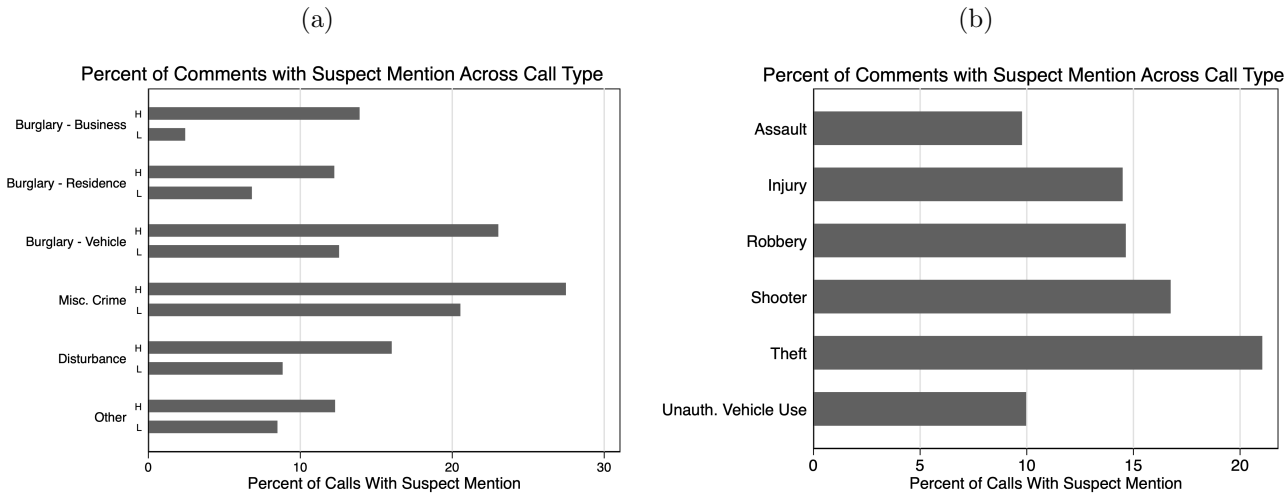 (a)
Percent of Comments with Suspect Mention Across Call Type
Burglary - Business
H
L
Burglary - Residence
H
L
Burglary - Vehicle
H
L
Misc. Crime
H
L
Disturbance
H
L
Other
H
L
0 10 20 30
Percent of Calls With Suspect Mention
(b)
Percent of Comments with Suspect Mention Across Call Type
Assault
Injury
Robbery
Shooter
Theft
Unauth. Vehicle Use
0 5 10 15 20
Percent of Calls With Suspect Mention